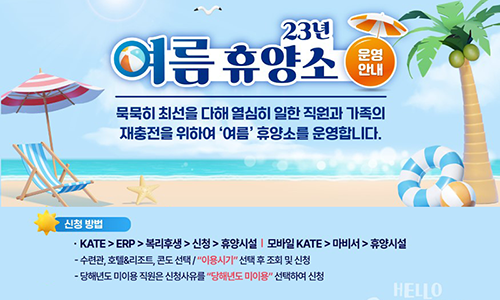 23년
여름 휴양소
운영
안내
묵묵히 최선을 다해 열심히 일한 직원과 가족의
재충전을 위하여 ‘여름’ 휴양소를 운영합니다.
신청 방법
· KATE > ERP > 복리후생 > 신청 > 휴양시설 ㅣ 모바일 KATE > 마비서 > 휴양시설
- 수련관, 호텔&리조트, 콘도 선택 / “이용시기” 선택 후 조회 및 신청
- 당해년도 미이용 직원은 신청사유를 “당해년도 미이용” 선택하여 신청
HELLO